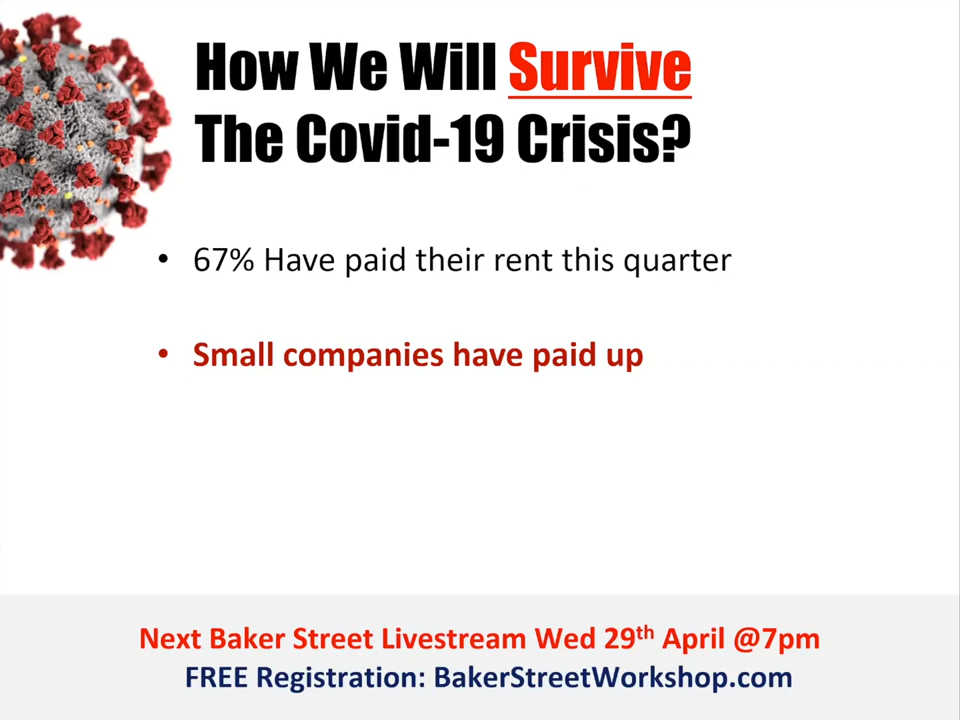 How We Will Survive
The Covid-19 Crisis?
• 67% Have paid their rent this quarter
• Small companies have paid up
Next Baker Street Livestream Wed 29th April @7pm
FREE Registration: BakerStreetWorkshop.com